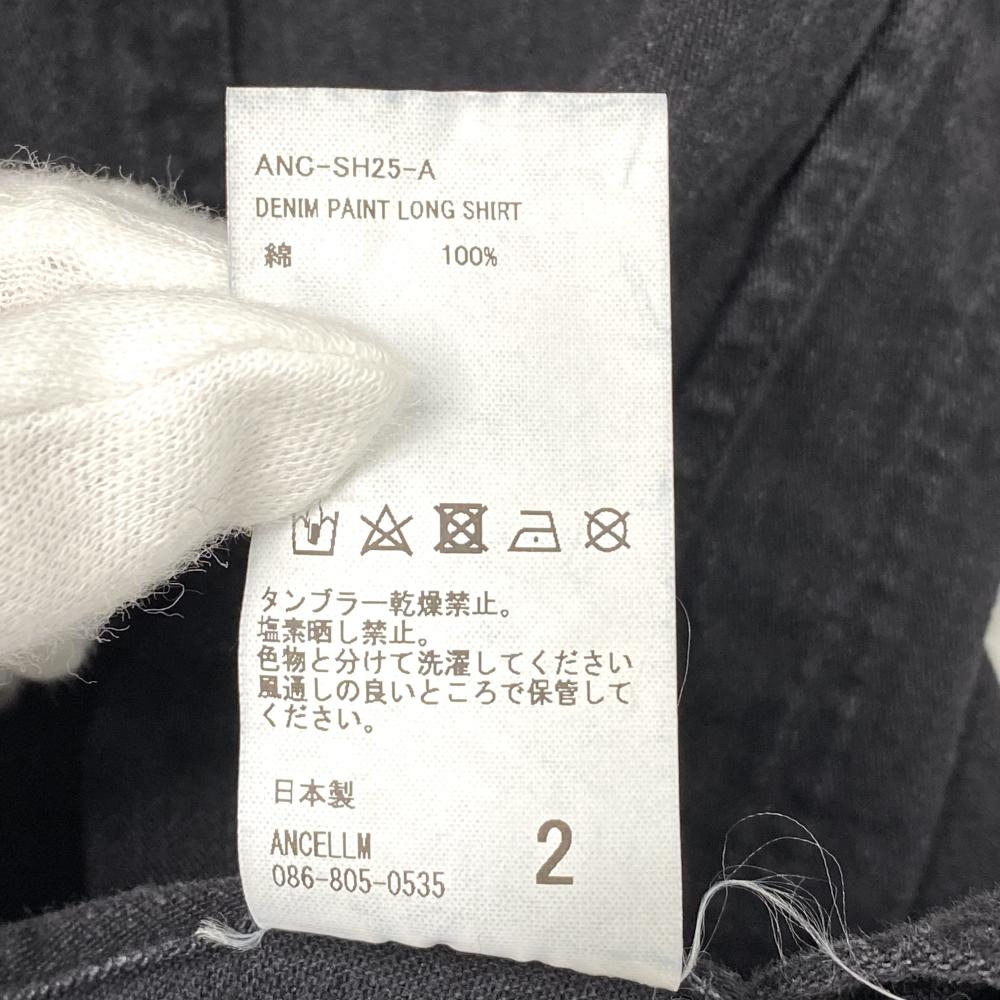 ANC-SH25-A
DENIM PAINT LONG SHIRT
綿 100%
タンブラー乾燥禁止。
塩素晒し禁止。
色物と分けて洗濯してください
風通しの良いところで保管して
ください。
日本製
ANCELLM
086-805-0535
2